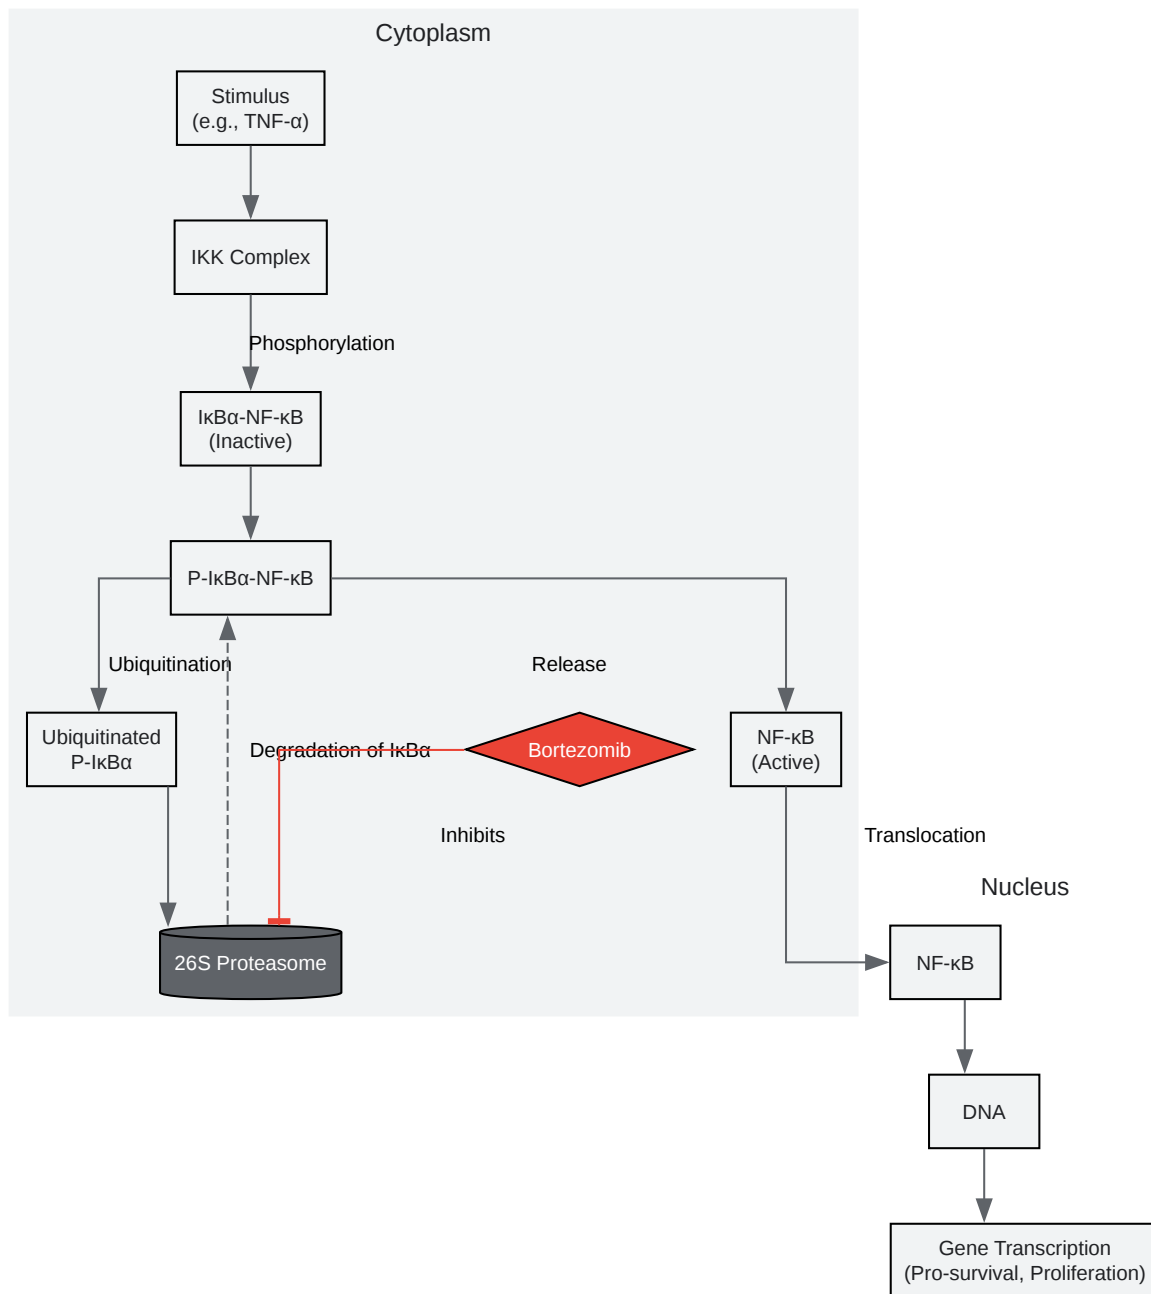 Cytoplasm
Stimulus
(e.g., TNF-α)
IKK Complex
Phosphorylation
IκBα-NF-κB
(Inactive)
P-IκBα-NF-κB
Ubiquitination
Release
Ubiquitinated
P-IκBα
Degradation of IκBα
Bortezomib
NF-κB
(Active)
Inhibits
Translocation
Nucleus
26S Proteasome
NF-κB
DNA
Gene Transcription
(Pro-survival, Proliferation)